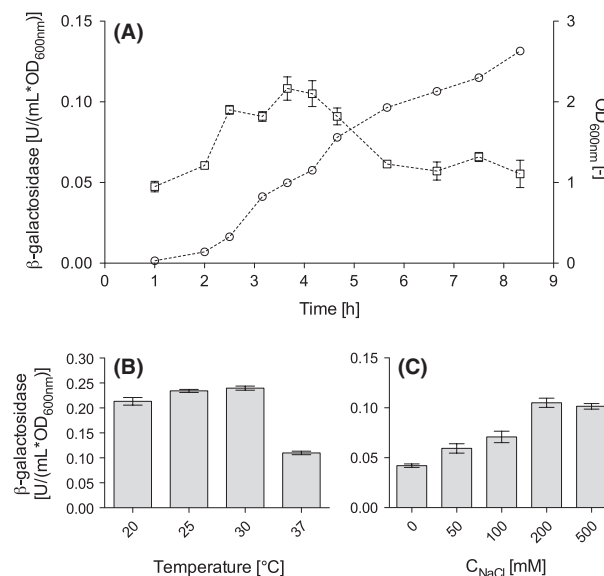 (A)
β-galactosidase [U/(mL*OD600nm)]
0.15
0.10
0.05
0.00
3
2
1
0
OD600nm [-]
0 1 2 3 4 5 6 7 8 9
Time [h]
(B)
β-galactosidase
[U/(mL*OD600nm)]
0.30
0.25
0.20
0.15
0.10
0.05
0.00
20 25 30 37
Temperature [°C]
(C)
0.15
0.10
0.05
0.00
0 50 100 200 500
CNaCl [mM]